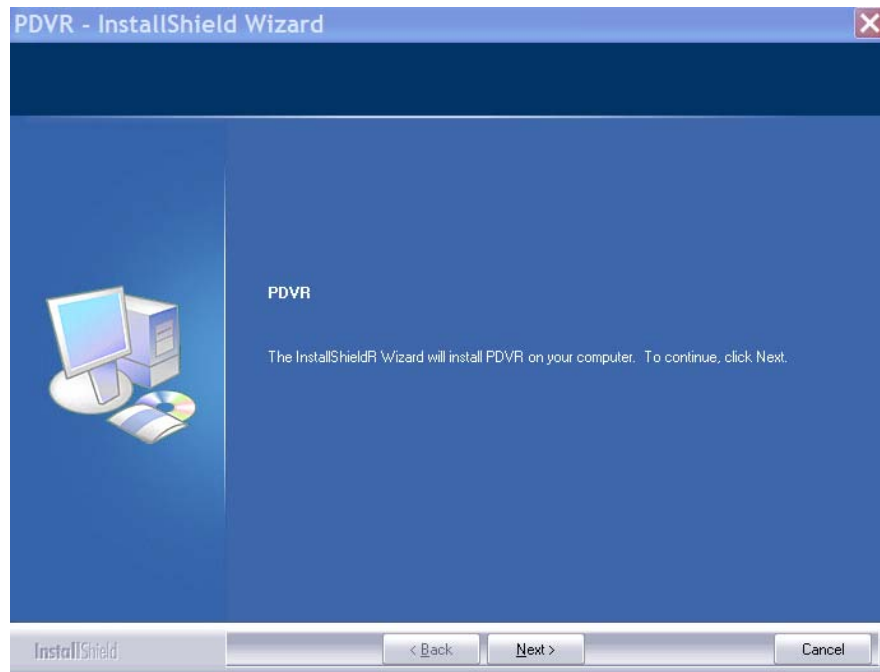 PDVR - InstallShield Wizard
PDVR
The InstallShieldR Wizard will install PDVR on your computer. To continue, click Next.
InstallShield
< Back
Next >
Cancel